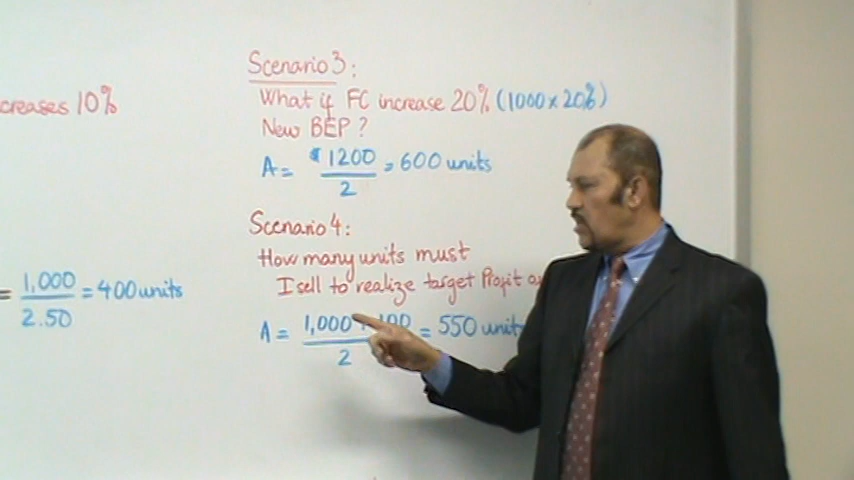 creases 10%
= 1,000 = 400 units
2.50
Scenario 3:
What if FC increase 20% (1000 x 20%)
New BEP?
A = 1200 = 600 units
2
Scenario 4:
How many units must
I sell to realize target Profit
A = 1,000 + 100 = 550 units
2